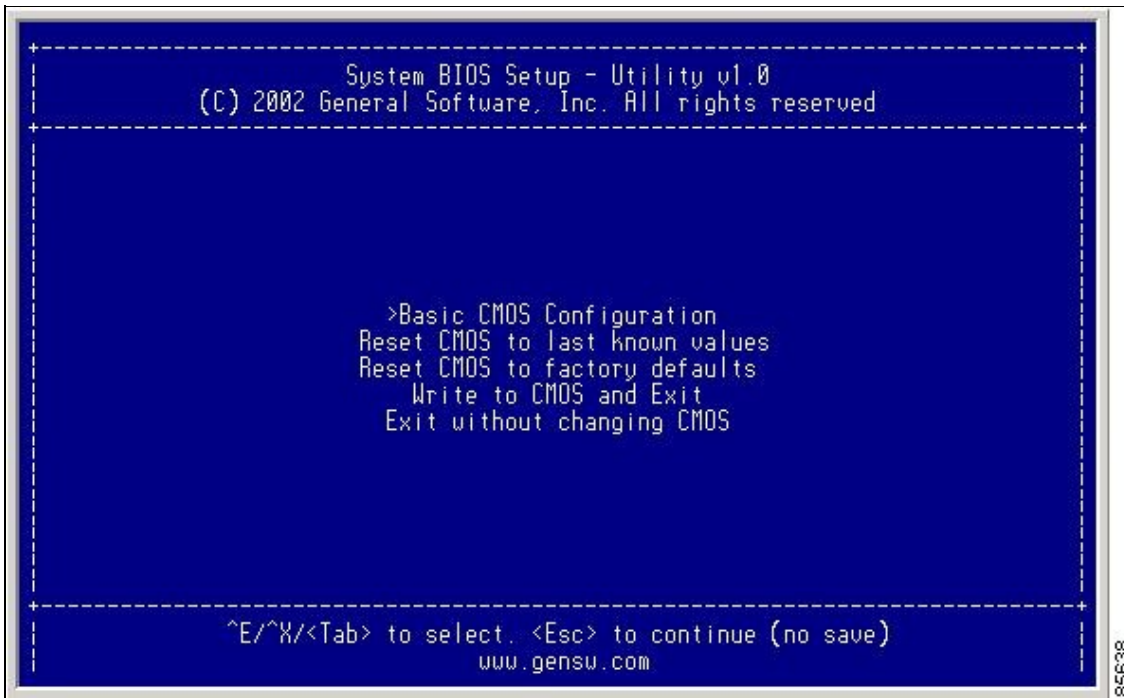 System BIOS Setup - Utility v1.0
(C) 2002 General Software, Inc. All rights reserved
>Basic CMOS Configuration
Reset CMOS to last known values
Reset CMOS to factory defaults
Write to CMOS and Exit
Exit without changing CMOS
^E/^X/<Tab> to select. <Esc> to continue (no save)
www.gensw.com
85638